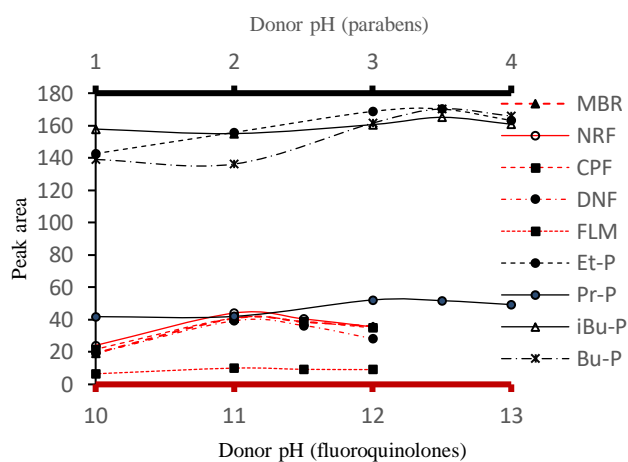 Donor pH (parabens)
1 2 3 4
180
160
140
120
100
80
60
40
20
0
Peak area
10 11 12 13
Donor pH (fluoroquinolones)
MBR
NRF
CPF
DNF
FLM
Et-P
Pr-P
iBu-P
Bu-P